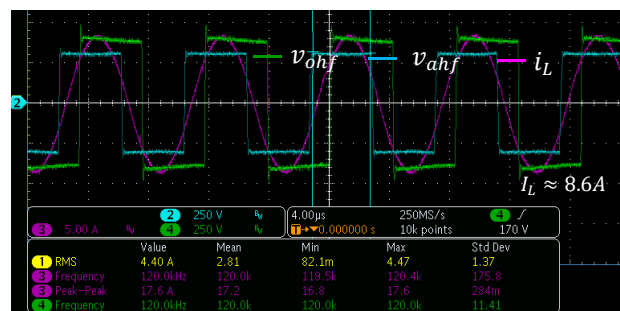 v_ohf v_ahf i_L
2
I_L ≈ 8.6A
2 250 V B_W 4.00µs 250MS/s 4 ʃ
3 5.00 A B_W 4 250 V B_W T→▼0.000000 s 10k points 170 V
Value Mean Min Max Std Dev
1 RMS 4.40 A 2.81 82.1m 4.47 1.37
3 Frequency 120.0kHz 120.0k 119.5k 120.4k 175.8
3 Peak-Peak 17.6 A 17.2 16.8 17.6 284m
4 Frequency 120.0kHz 120.0k 120.0k 120.0k 11.41